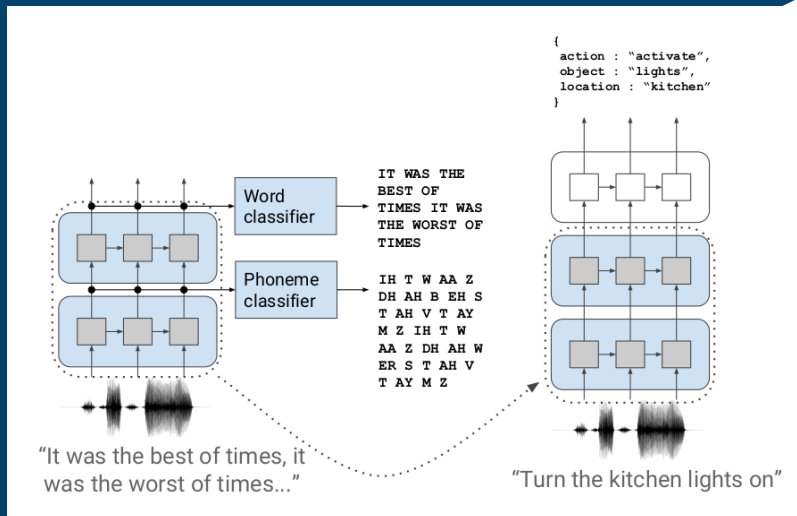 {
action : “activate”,
object : “lights”,
location : “kitchen”
}
Word
classifier
IT WAS THE
BEST OF
TIMES IT WAS
THE WORST OF
TIMES
Phoneme
classifier
IH T W AA Z
DH AH B EH S
T AH V T AY
M Z IH T W
AA Z DH AH W
ER S T AH V
T AY M Z
“It was the best of times, it
was the worst of times...”
“Turn the kitchen lights on”